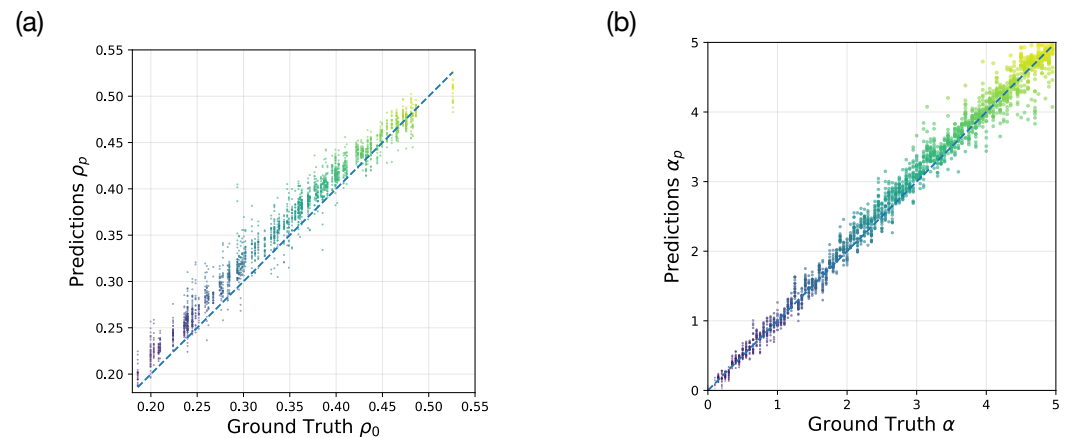 (a)
0.55
0.50
0.45
0.40
0.35
0.30
0.25
0.20
Predictions ρₚ
0.20 0.25 0.30 0.35 0.40 0.45 0.50 0.55
Ground Truth ρ₀
(b)
5
4
3
2
1
0
Predictions αₚ
0 1 2 3 4 5
Ground Truth α